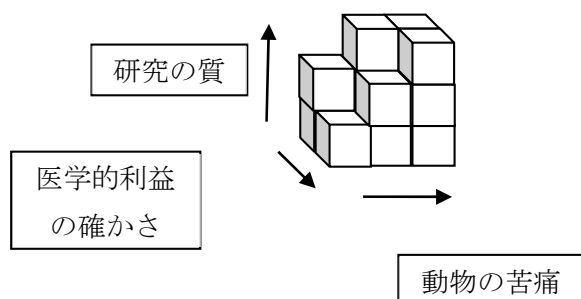 研究の質
医学的利益
の確かさ
動物の苦痛